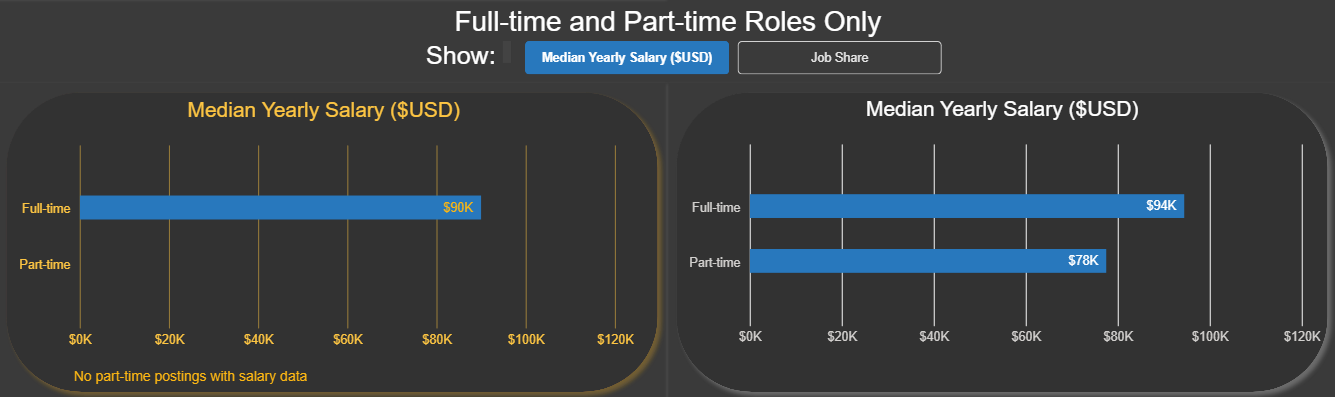 Full-time and Part-time Roles Only
Show:
Median Yearly Salary ($USD)
Job Share
Median Yearly Salary ($USD)
Full-time
$90K
Part-time
$0K $20K $40K $60K $80K $100K $120K
No part-time postings with salary data
Median Yearly Salary ($USD)
Full-time
$94K
Part-time
$78K
$0K $20K $40K $60K $80K $100K $120K